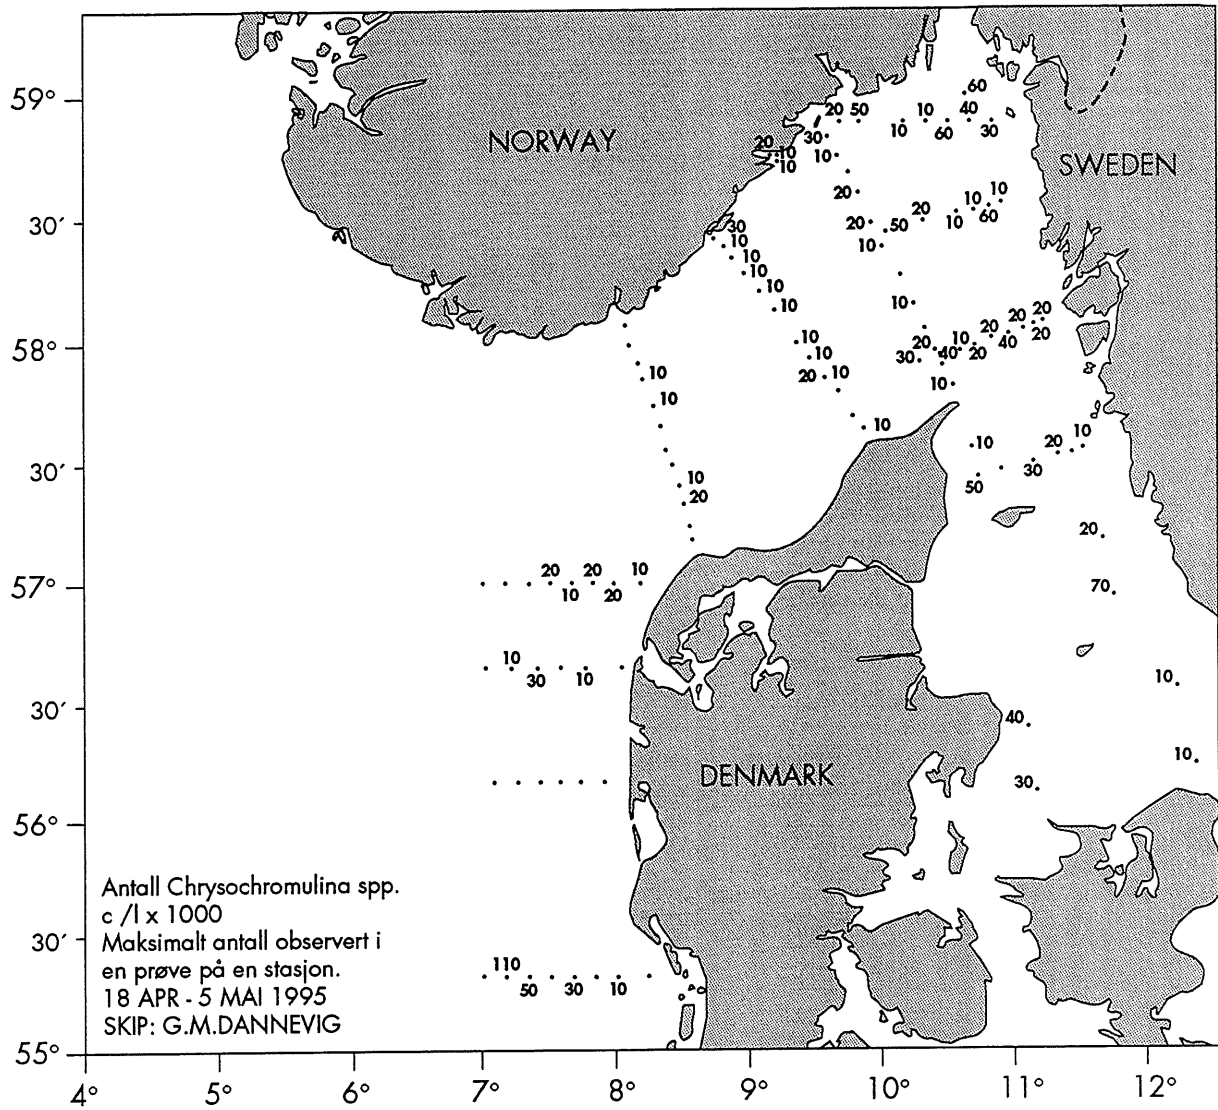 59°
30′
58°
30′
57°
30′
56°
30′
55°
4° 5° 6° 7° 8° 9° 10° 11° 12°
NORWAY
SWEDEN
DENMARK
60
20 50 10 40
30 10 60 30
20 10 10
10
20 10 10
20 50 10 60
10
30
10
10
10
10
10
10
20 20 20
20 10 40 20
30 40 20
10
10
10
20 10
10
10
10
10
20
10
20 10
50 30
20
70
10
40
10
30
20 20 10
10 20
10
30 10
110
50 30 10
Antall Chrysochromulina spp.
c /l x 1000
Maksimalt antall observert i
en prøve på en stasjon.
18 APR - 5 MAI 1995
SKIP: G.M.DANNEVIG